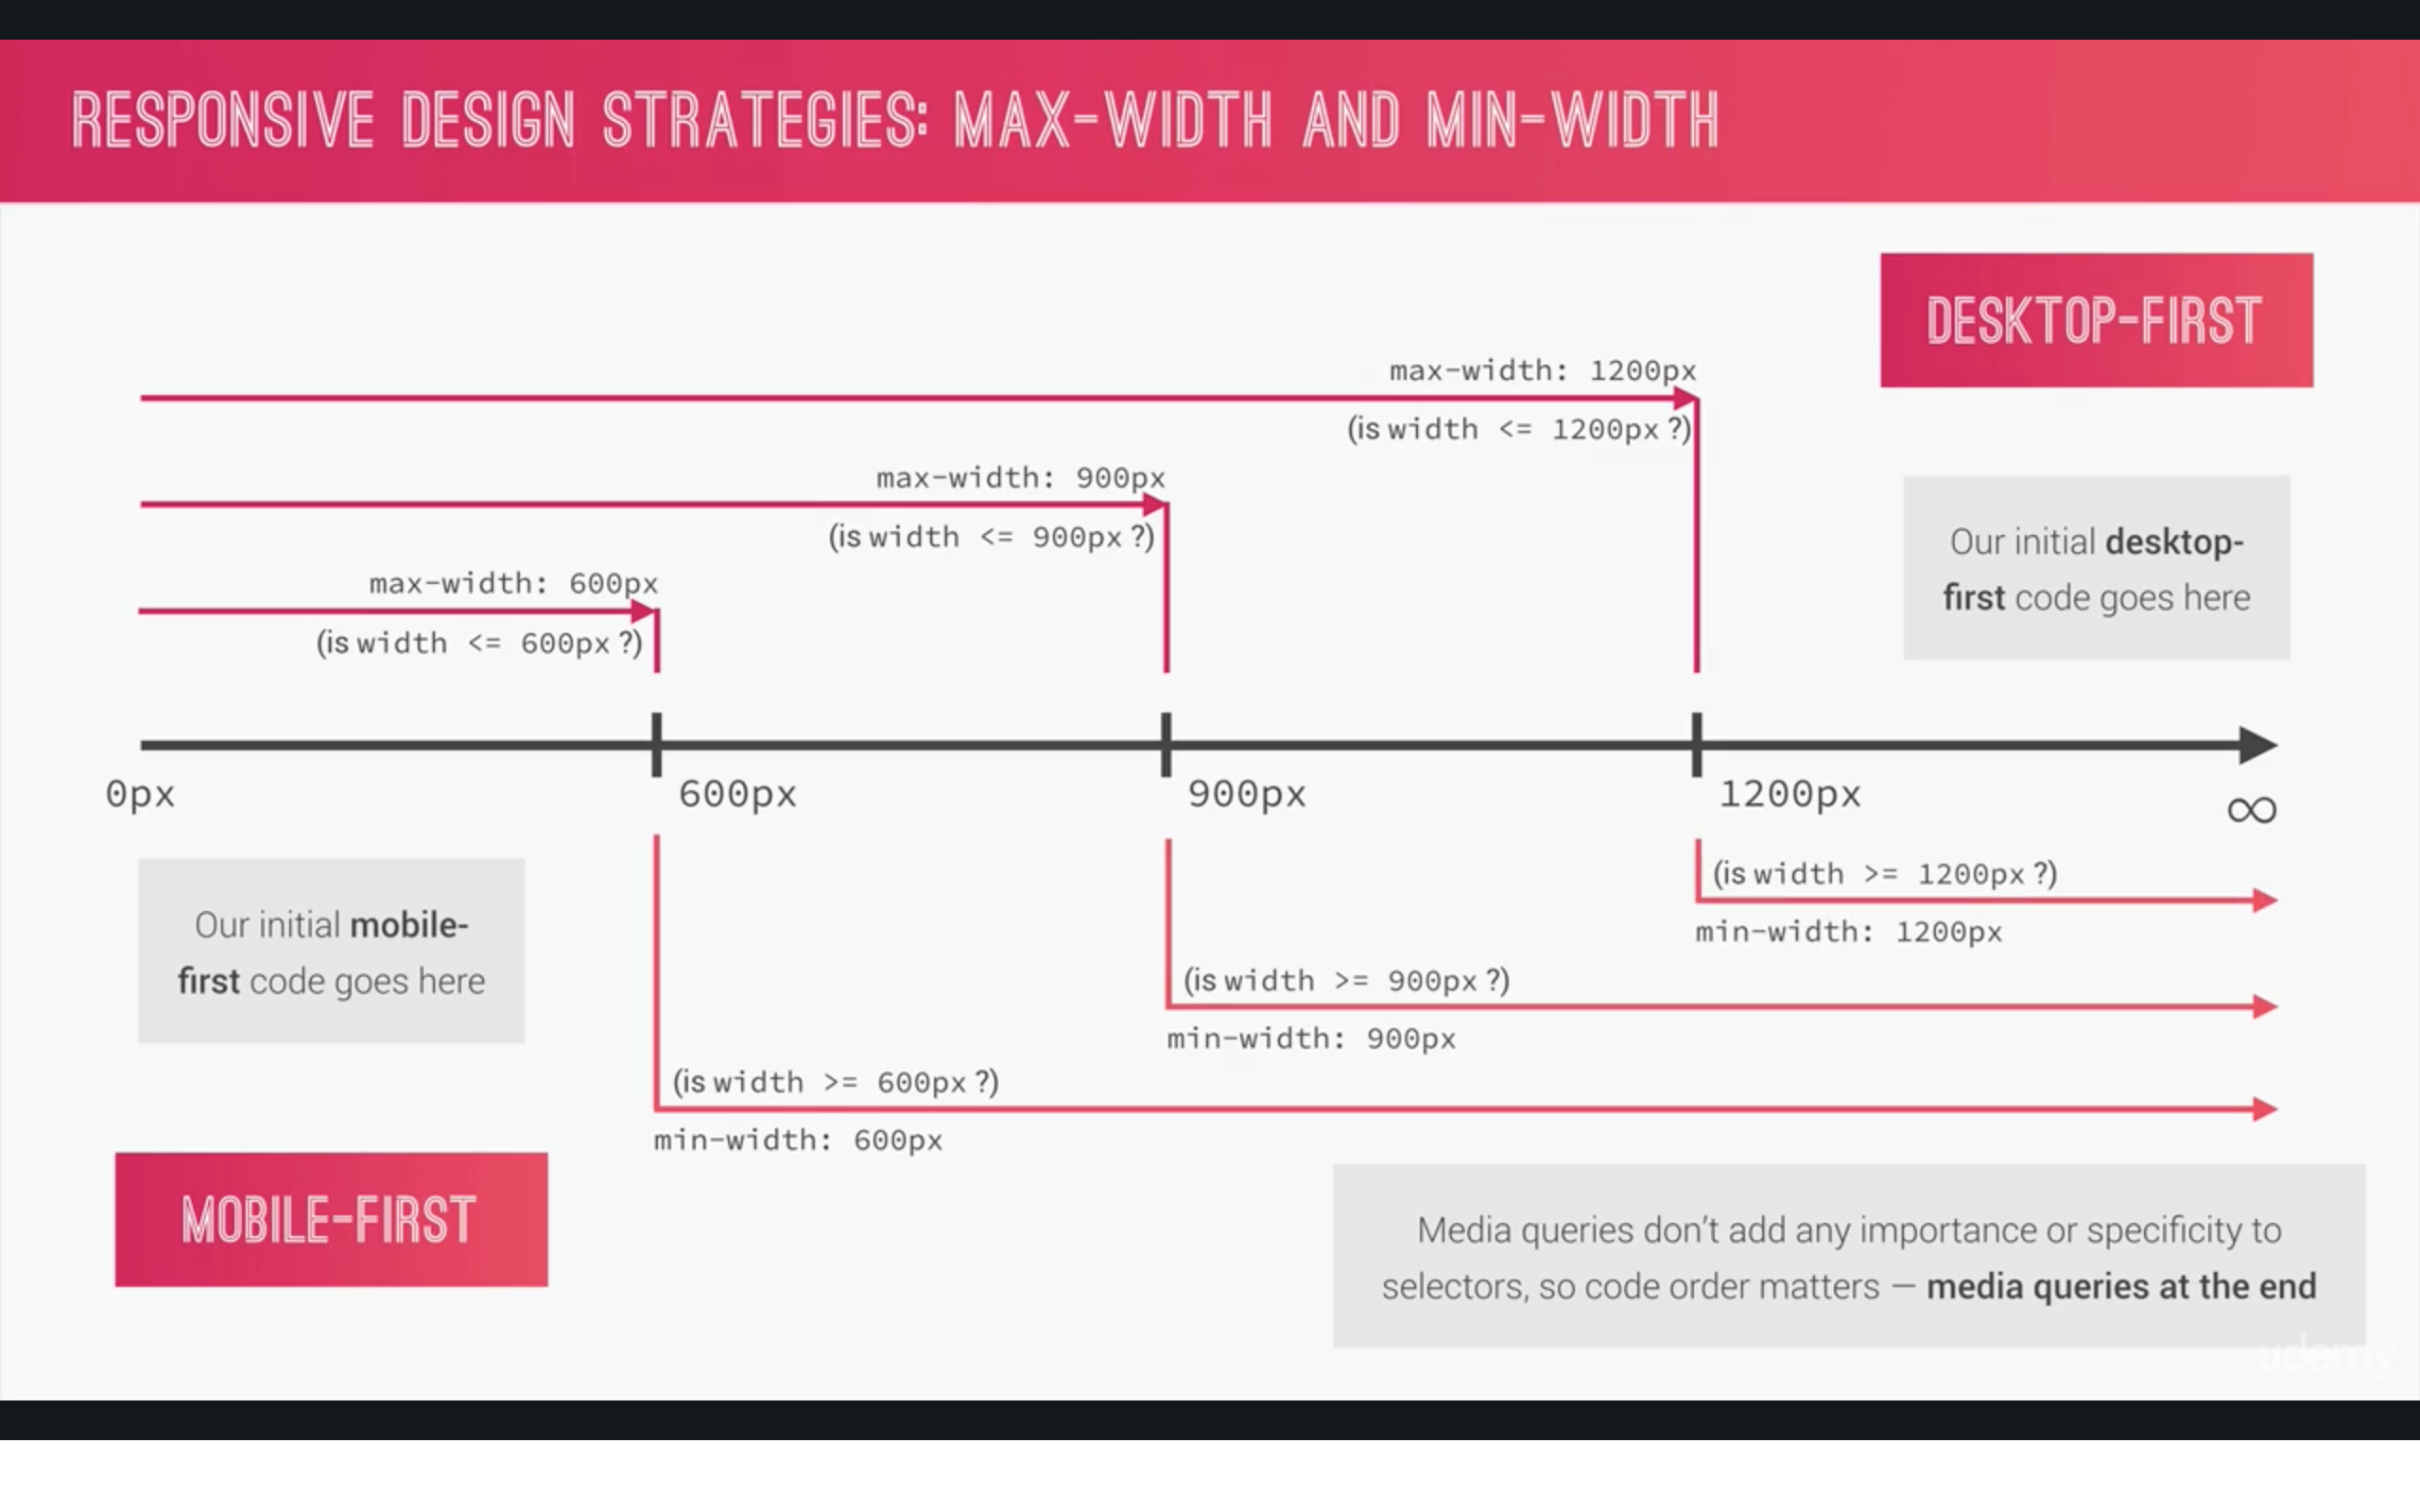 RESPONSIVE DESIGN STRATEGIES: MAX-WIDTH AND MIN-WIDTH
DESKTOP-FIRST
max-width: 1200px
(is width <= 1200px ?)
max-width: 900px
(is width <= 900px ?)
Our initial desktop-
first code goes here
max-width: 600px
(is width <= 600px ?)
0px
600px
900px
1200px
∞
Our initial mobile-
first code goes here
(is width >= 1200px ?)
min-width: 1200px
(is width >= 900px ?)
min-width: 900px
(is width >= 600px ?)
min-width: 600px
MOBILE-FIRST
Media queries don't add any importance or specificity to
selectors, so code order matters — media queries at the end
udemy